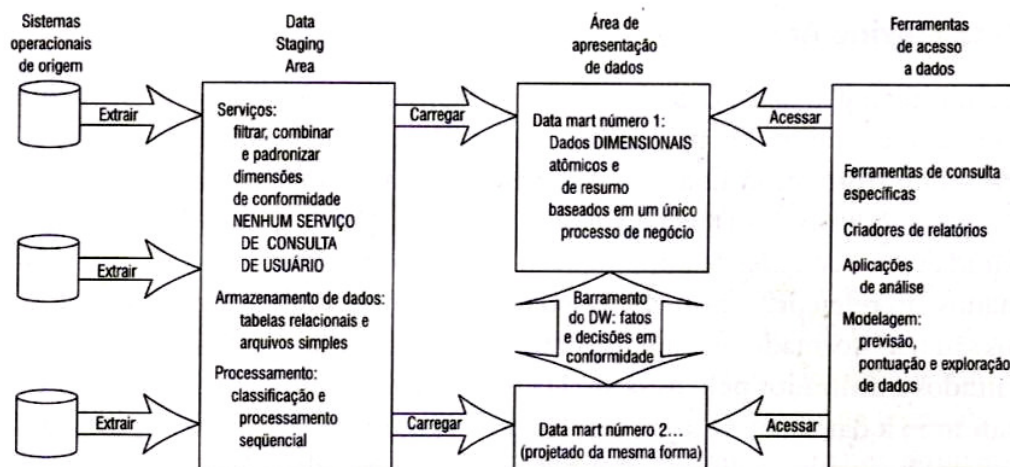 Sistemas
operacionais
de origem
Data
Staging
Area
Área de
apresentação
de dados
Ferramentas
de acesso
a dados
Extrair
Extrair
Extrair
Serviços:
filtrar, combinar
e padronizar
dimensões
de conformidade
NENHUM SERVIÇO
DE CONSULTA
DE USUÁRIO
Armazenamento de dados:
tabelas relacionais e
arquivos simples
Processamento:
classificação e
processamento
seqüencial
Carregar
Carregar
Data mart número 1:
Dados DIMENSIONAIS
atômicos e
de resumo
baseados em um único
processo de negócio
Barramento
do DW: fatos
e decisões em
conformidade
Data mart número 2...
(projetado da mesma forma)
Acessar
Acessar
Ferramentas de consulta
específicas
Criadores de relatórios
Aplicações
de análise
Modelagem:
previsão,
pontuação e exploração
de dados